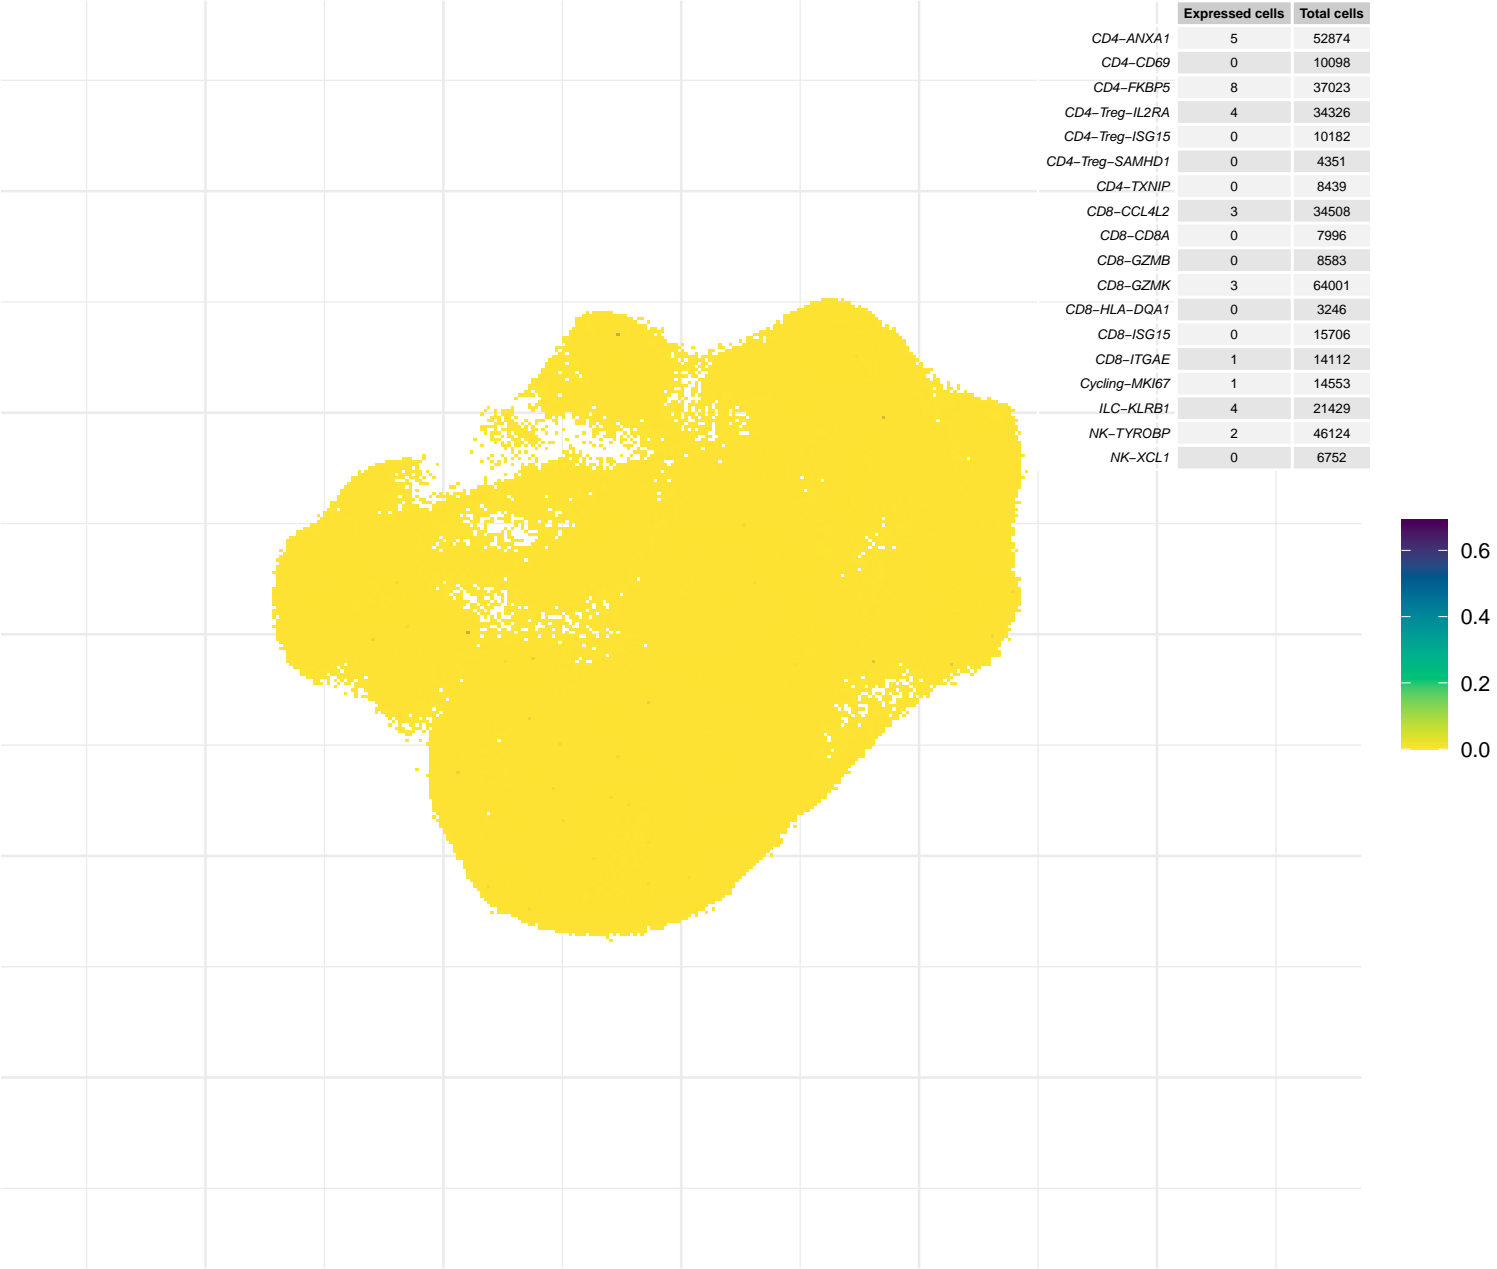 Expressed cells Total cells
CD4−ANXA1 5 52874
CD4−CD69 0 10098
CD4−FKBP5 8 37023
CD4−Treg−IL2RA 4 34326
CD4−Treg−ISG15 0 10182
CD4−Treg−SAMHD1 0 4351
CD4−TXNIP 0 8439
CD8−CCL4L2 3 34508
CD8−CD8A 0 7996
CD8−GZMB 0 8583
CD8−GZMK 3 64001
CD8−HLA−DQA1 0 3246
CD8−ISG15 0 15706
CD8−ITGAE 1 14112
Cycling−MKI67 1 14553
ILC−KLRB1 4 21429
NK−TYROBP 2 46124
NK−XCL1 0 6752
0.6
0.4
0.2
0.0